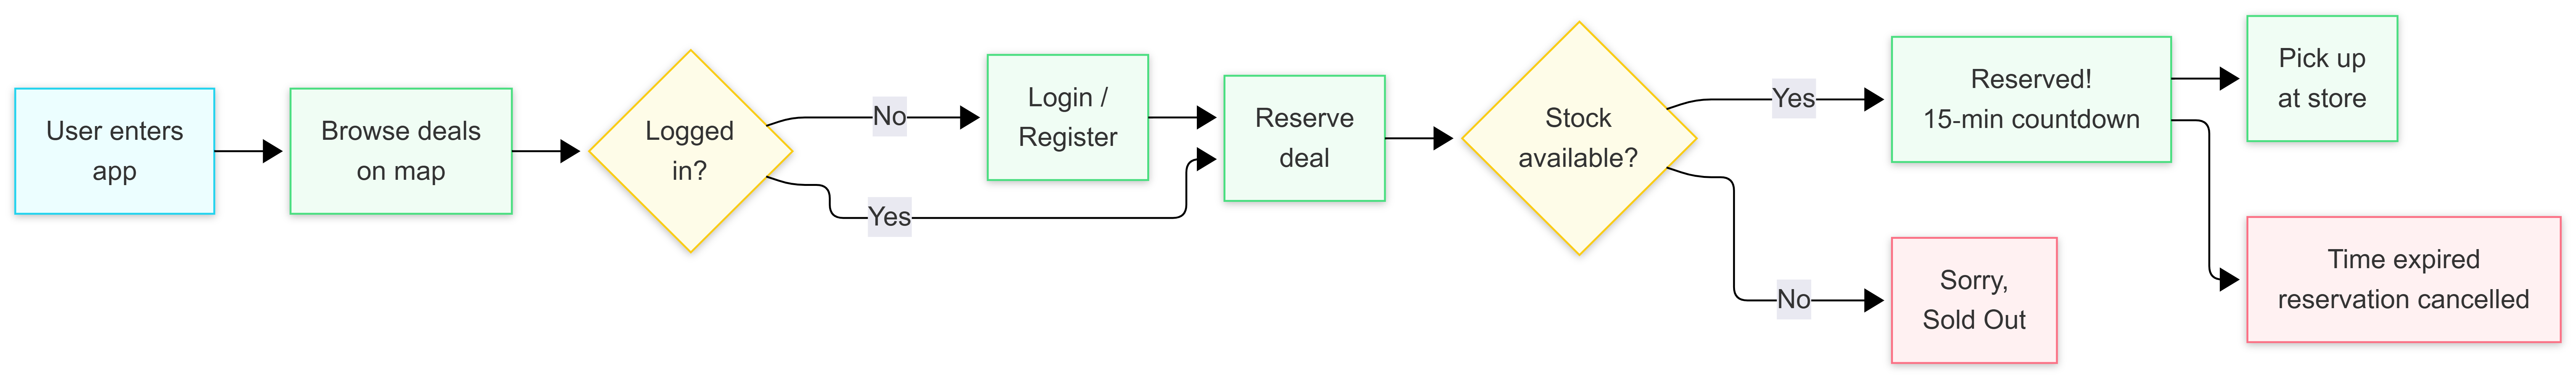 User enters
app
Browse deals
on map
Logged
in?
No
Yes
Login /
Register
Reserve
deal
Stock
available?
Yes
No
Reserved!
15-min countdown
Sorry,
Sold Out
Pick up
at store
Time expired
reservation cancelled